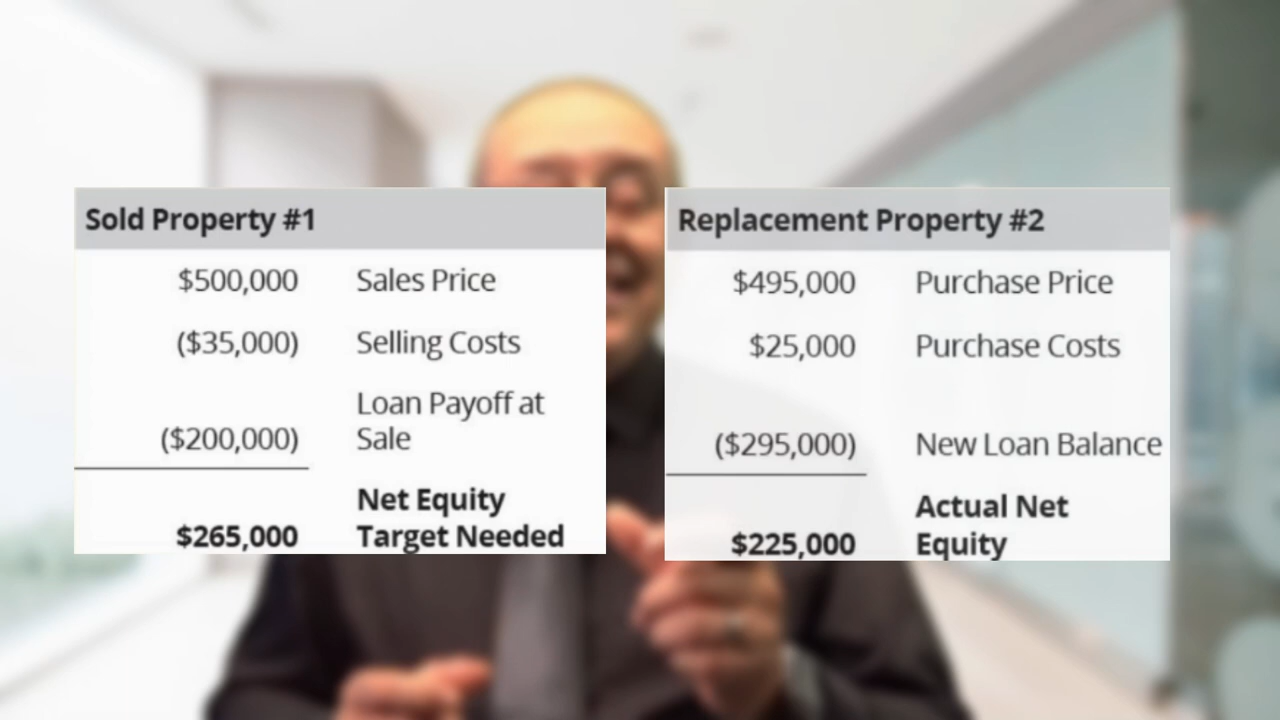 Sold Property #1
$500,000 Sales Price
($35,000) Selling Costs
Loan Payoff at
($200,000) Sale
Net Equity
$265,000 Target Needed
Replacement Property #2
$495,000 Purchase Price
$25,000 Purchase Costs
($295,000) New Loan Balance
Actual Net
$225,000 Equity